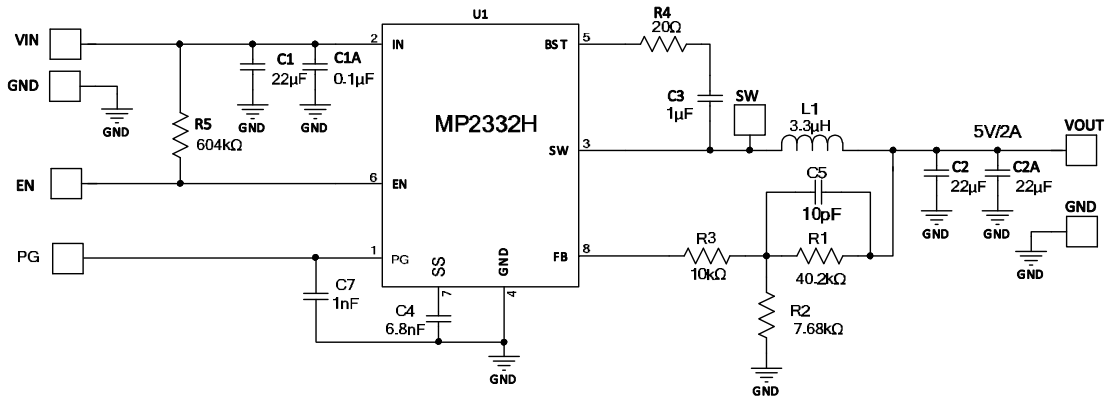 U1
VIN
GND
GND
R5
604kΩ
C1
22µF
GND
C1A
0.1µF
GND
EN
PG
C7
1nF
C4
6.8nF
GND
MP2332H
2
IN
6
EN
1
PG
SS
7
GND
4
BST
5
SW
3
FB
8
R4
20Ω
C3
1µF
SW
L1
3.3µH
C5
10pF
R3
10kΩ
R1
40.2kΩ
R2
7.68kΩ
GND
5V/2A
VOUT
C2
22µF
GND
C2A
22µF
GND
GND
GND